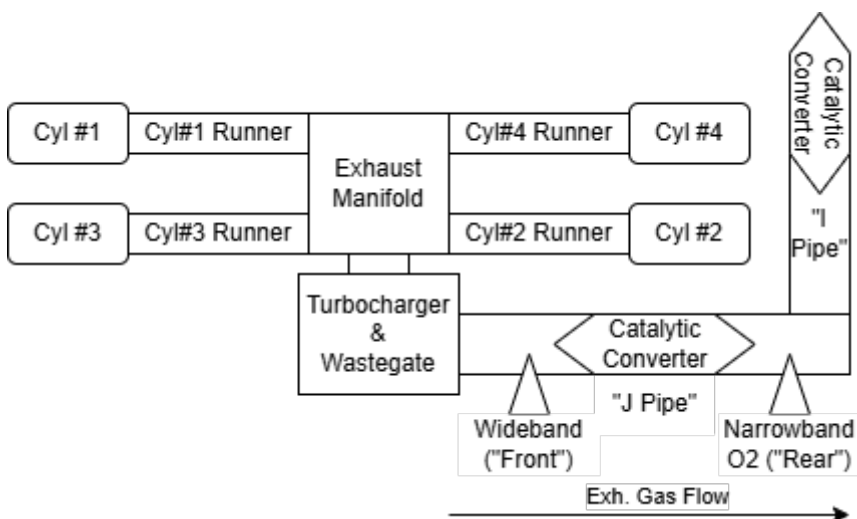 Catalytic
Converter
Cyl #1
Cyl#1 Runner
Cyl#4 Runner
Cyl #4
Exhaust
Manifold
Cyl #3
Cyl#3 Runner
Cyl#2 Runner
Cyl #2
"I
Pipe"
Turbocharger
&
Wastegate
Catalytic
Converter
"J Pipe"
Wideband
("Front")
Narrowband
O2 ("Rear")
Exh. Gas Flow